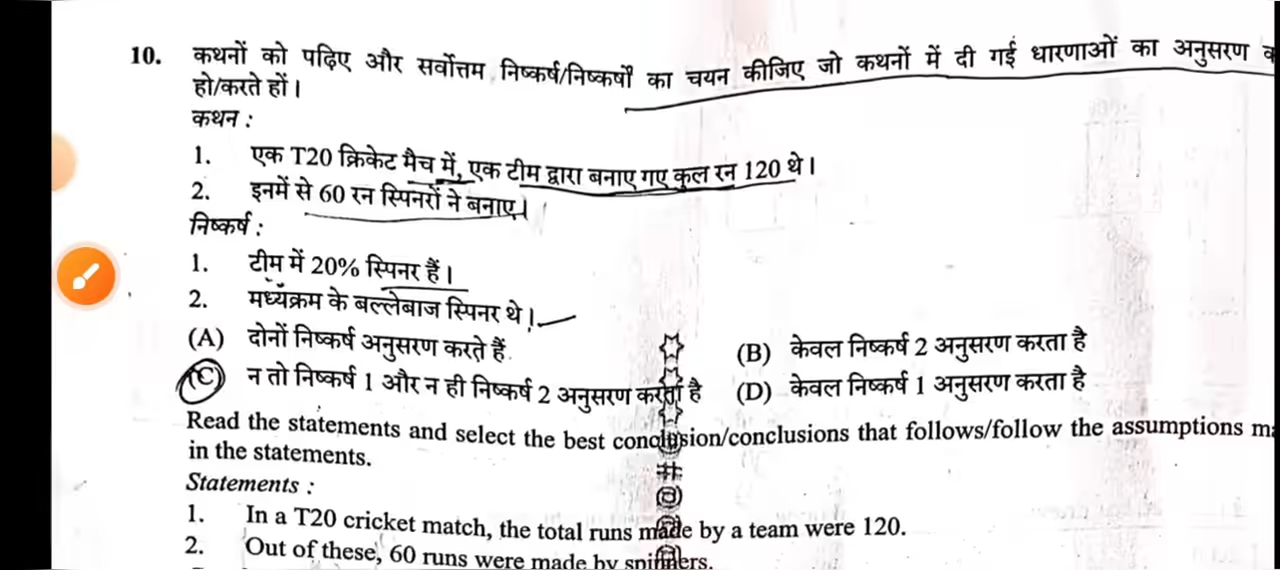 10. कथनों को पढ़िए और सर्वोत्तम निष्कर्ष/निष्कर्षों का चयन कीजिए जो कथनों में दी गई धारणाओं का अनुसरण
हो/करते हों।
कथन :
1. एक T20 क्रिकेट मैच में, एक टीम द्वारा बनाए गए कुल रन 120 थे।
2. इनमें से 60 रन स्पिनरों ने बनाए।
निष्कर्ष :
1. टीम में 20% स्पिनर हैं।
2. मध्यक्रम के बल्लेबाज स्पिनर थे।
(A) दोनों निष्कर्ष अनुसरण करते हैं (B) केवल निष्कर्ष 2 अनुसरण करता है
(C) न तो निष्कर्ष 1 और न ही निष्कर्ष 2 अनुसरण करता है (D) केवल निष्कर्ष 1 अनुसरण करता है
Read the statements and select the best conclusion/conclusions that follows/follow the assumptions
in the statements.
Statements :
1. In a T20 cricket match, the total runs made by a team were 120.
2. Out of these, 60 runs were made by spinners.